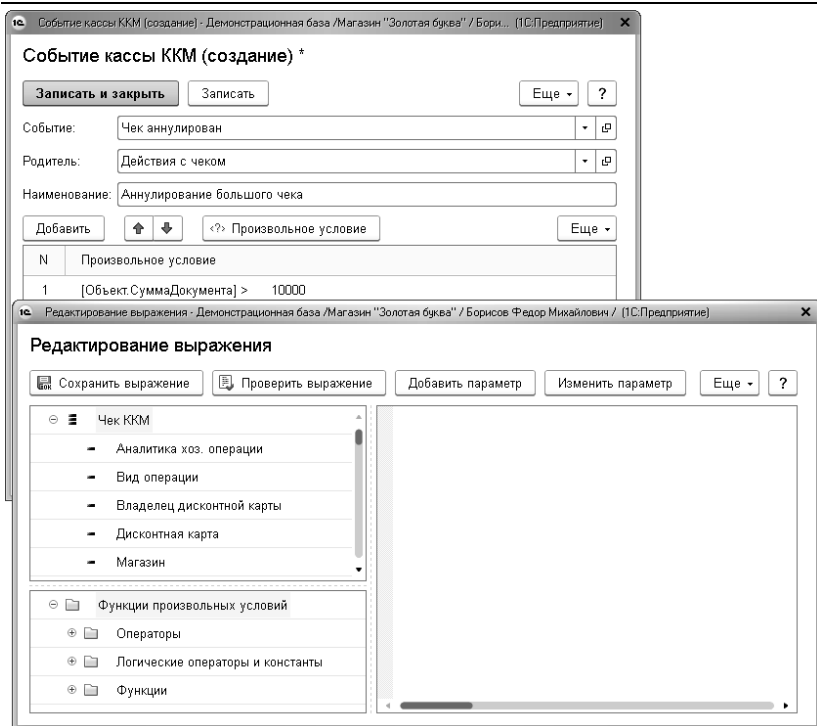 Событие кассы ККМ (создание) - Демонстрационная база /Магазин "Золотая буква" / Бори... (1С:Предприятие)
Событие кассы ККМ (создание) *
Записать и закрыть Записать Еще ?
Событие: Чек аннулирован
Родитель: Действия с чеком
Наименование: Аннулирование большого чека
Добавить <?> Произвольное условие Еще
N Произвольное условие
1 [Объект.СуммаДокумента] > 10000
Редактирование выражения - Демонстрационная база /Магазин "Золотая буква" / Борисов Федор Михайлович / (1С:Предприятие)
Редактирование выражения
Сохранить выражение Проверить выражение Добавить параметр Изменить параметр Еще ?
Чек ККМ
Аналитика хоз. операции
Вид операции
Владелец дисконтной карты
Дисконтная карта
Магазин
Функции произвольных условий
Операторы
Логические операторы и константы
Функции